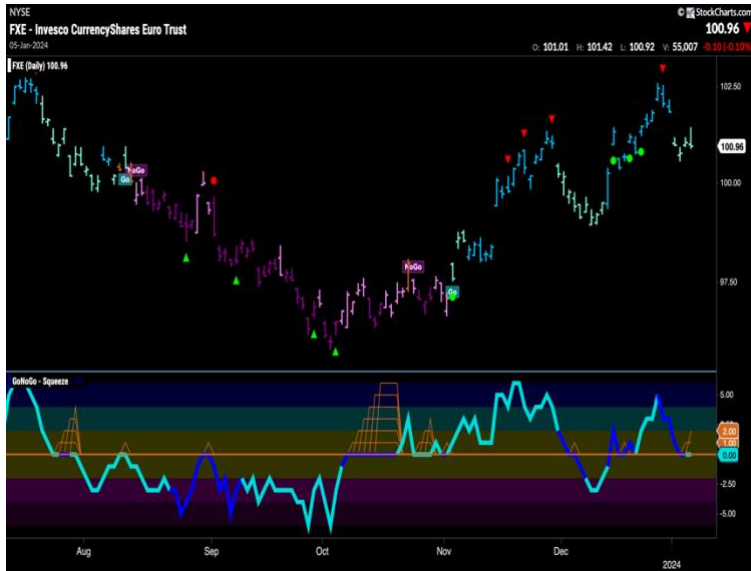 NYSE
© StockCharts.com
FXE - Invesco CurrencyShares Euro Trust
100.96
05-Jan-2024
O: 101.01 H: 101.42 L: 100.92 V: 55,007 -0.10 (-0.10%)
FXE (Daily) 100.96
102.50
NoGo
Go
100.96
100.00
NoGo
97.50
Go
GoNoGo - Squeeze
5.00
2.00
1.00
0.00
-2.50
-5.00
Aug Sep Oct Nov Dec
2024